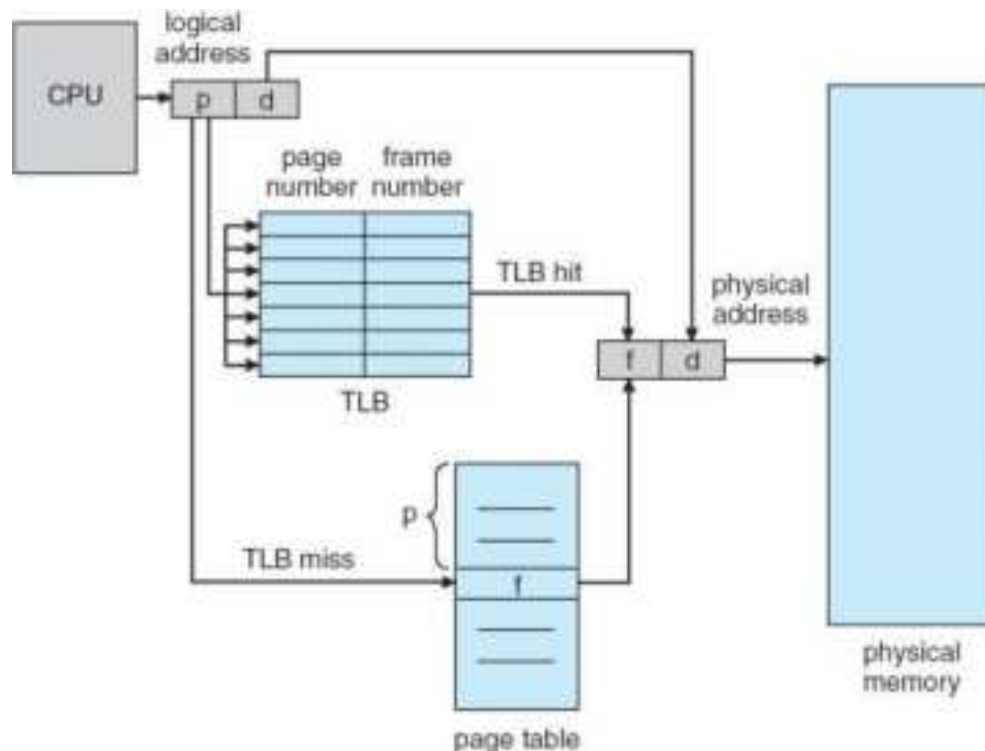 logical
address
CPU
p
d
page
number
frame
number
TLB hit
physical
address
f
d
TLB
p
TLB miss
f
physical
memory
page table